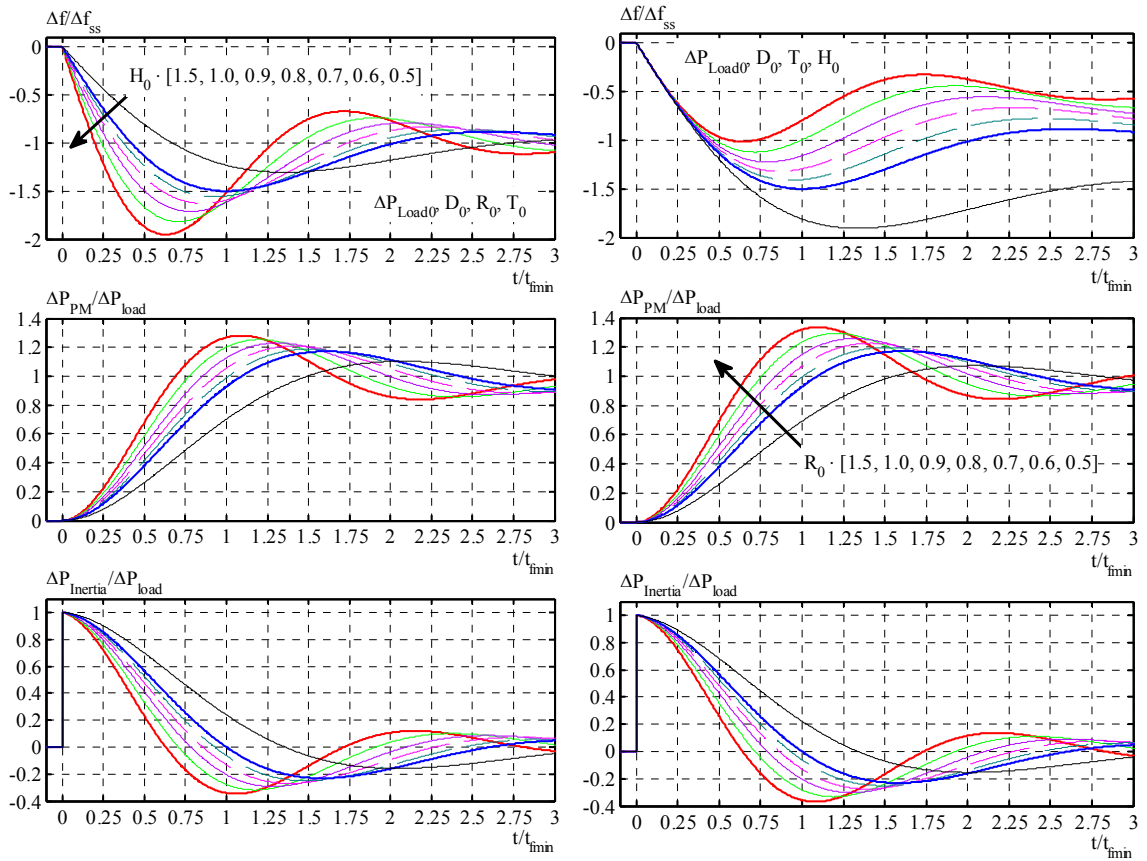 Δf/Δf_ss
0
-0.5
-1
-1.5
-2
H_0 · [1.5, 1.0, 0.9, 0.8, 0.7, 0.6, 0.5]
ΔP_Load0, D_0, R_0, T_0
0 0.25 0.5 0.75 1 1.25 1.5 1.75 2 2.25 2.5 2.75 3
t/t_fmin
Δf/Δf_ss
0
-0.5
-1
-1.5
-2
ΔP_Load0, D_0, T_0, H_0
0 0.25 0.5 0.75 1 1.25 1.5 1.75 2 2.25 2.5 2.75 3
t/t_fmin
ΔP_PM/ΔP_load
1.4
1.2
1
0.8
0.6
0.4
0.2
0
0 0.25 0.5 0.75 1 1.25 1.5 1.75 2 2.25 2.5 2.75 3
t/t_fmin
ΔP_PM/ΔP_load
1.4
1.2
1
0.8
0.6
0.4
0.2
0
R_0 · [1.5, 1.0, 0.9, 0.8, 0.7, 0.6, 0.5]
0 0.25 0.5 0.75 1 1.25 1.5 1.75 2 2.25 2.5 2.75 3
t/t_fmin
ΔP_Inertia/ΔP_load
1
0.8
0.6
0.4
0.2
0
-0.2
-0.4
0 0.25 0.5 0.75 1 1.25 1.5 1.75 2 2.25 2.5 2.75 3
t/t_fmin
ΔP_Inertia/ΔP_load
1
0.8
0.6
0.4
0.2
0
-0.2
-0.4
0 0.25 0.5 0.75 1 1.25 1.5 1.75 2 2.25 2.5 2.75 3
t/t_fmin